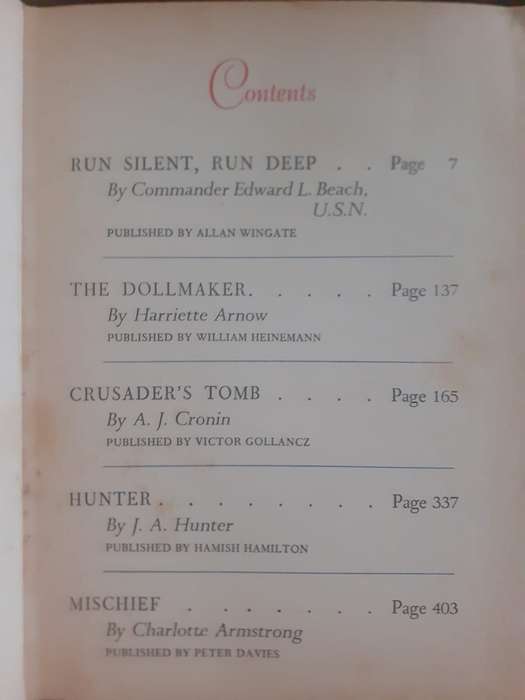 Contents
RUN SILENT, RUN DEEP . . Page 7
By Commander Edward L. Beach,
U.S.N.
PUBLISHED BY ALLAN WINGATE
THE DOLLMAKER. . . . . Page 137
By Harriette Arnow
PUBLISHED BY WILLIAM HEINEMANN
CRUSADER'S TOMB . . . . Page 165
By A. J. Cronin
PUBLISHED BY VICTOR GOLLANCZ
HUNTER . . . . . . . . Page 337
By J. A. Hunter
PUBLISHED BY HAMISH HAMILTON
MISCHIEF . . . . . . . Page 403
By Charlotte Armstrong
PUBLISHED BY PETER DAVIES